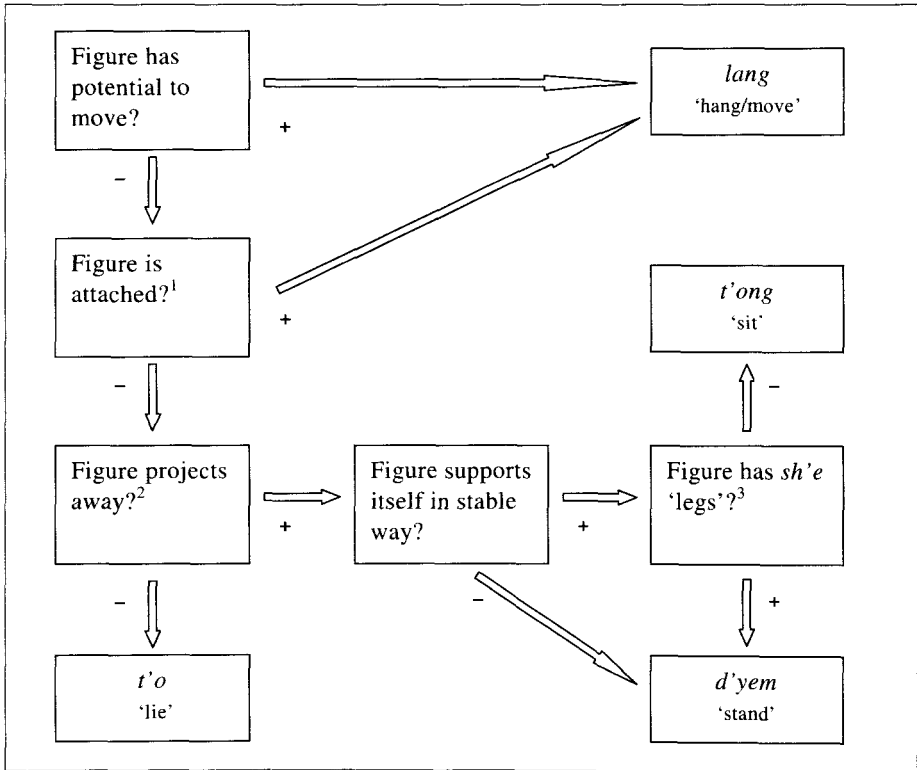 Figure has
potential to
move?
lang
'hang/move'
+
–
Figure is
attached?¹
+
t'ong
'sit'
–
–
Figure projects
away?²
+
Figure supports
itself in stable
way?
+
Figure has sh'e
'legs'?³
–
–
+
t'o
'lie'
d'yem
'stand'